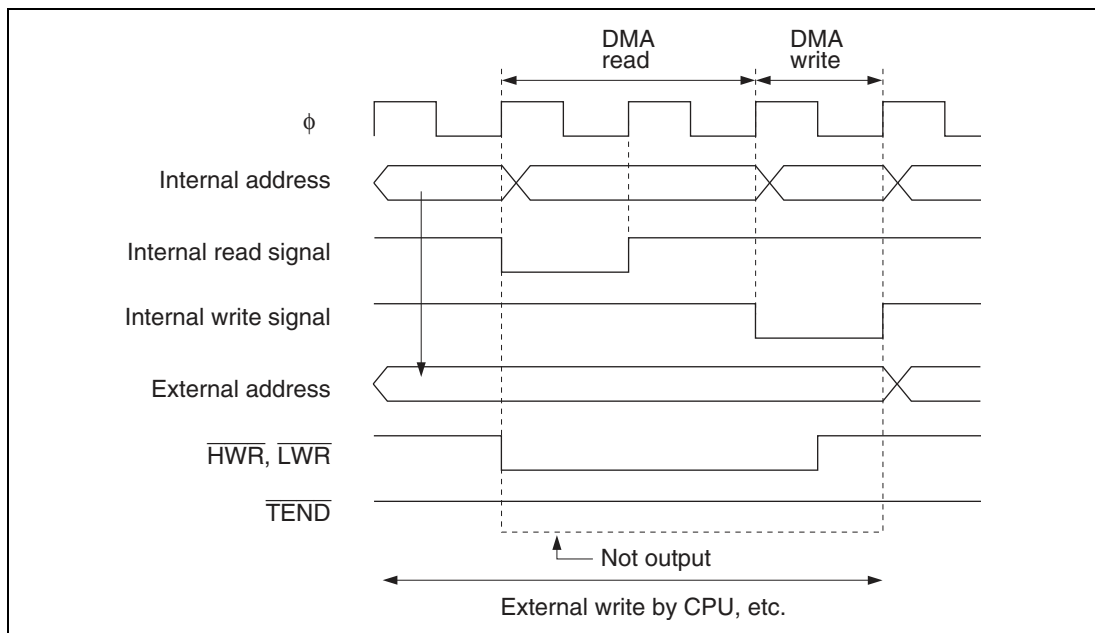 DMA read
DMA write
ϕ
Internal address
Internal read signal
Internal write signal
External address
HWR, LWR
TEND
Not output
External write by CPU, etc.